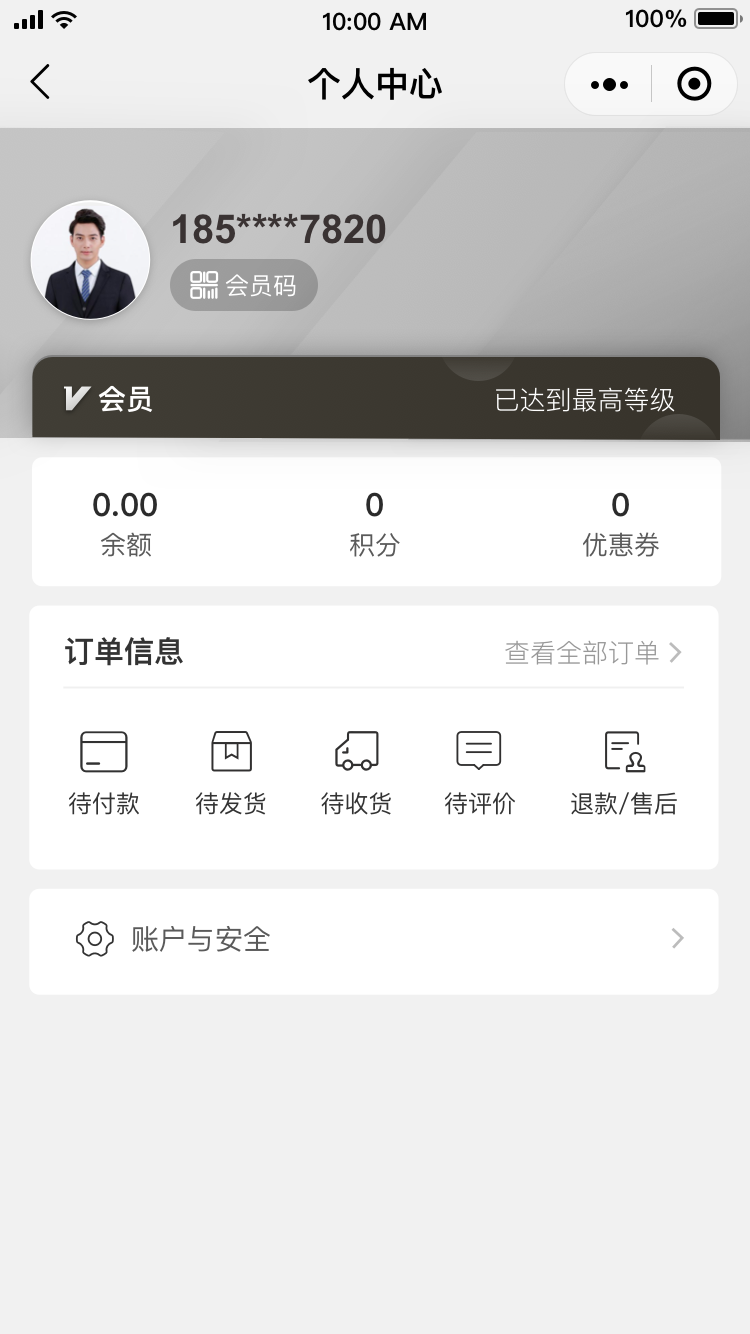 10:00 AM 100%
个人中心
185****7820
会员码
V 会员 已达到最高等级
0.00 0 0
余额 积分 优惠券
订单信息 查看全部订单
待付款 待发货 待收货 待评价 退款/售后
账户与安全